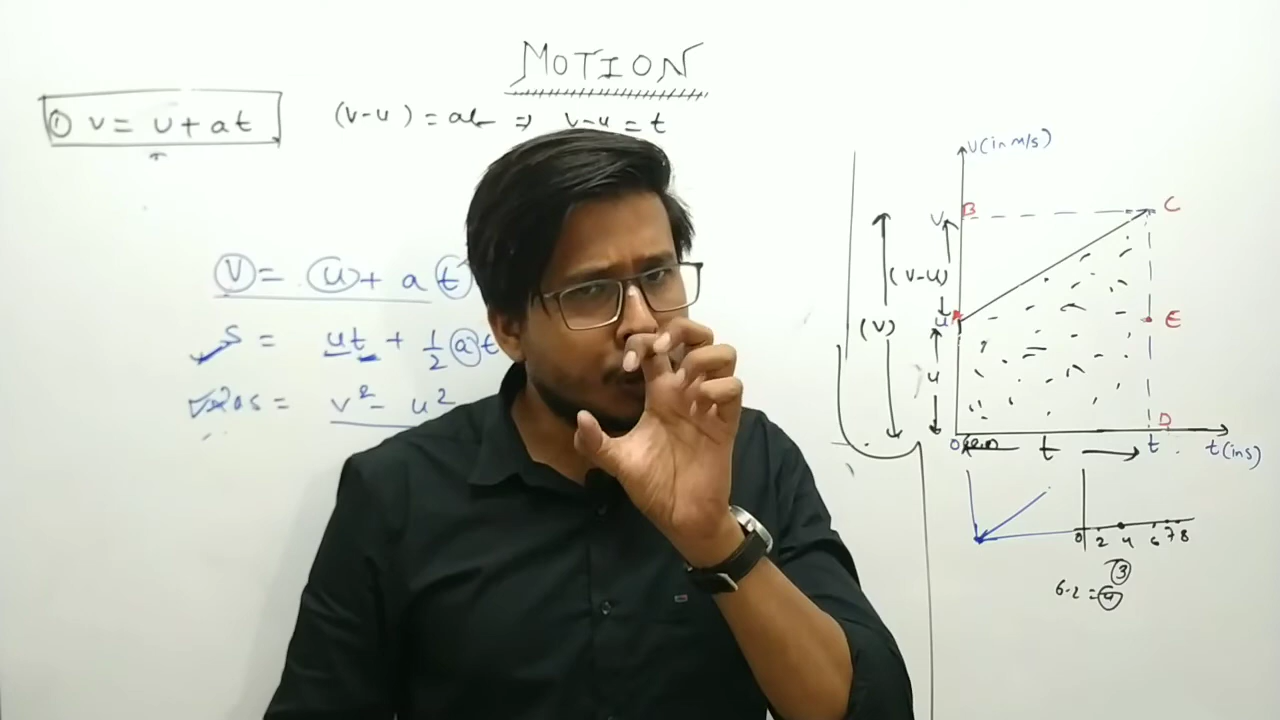 MOTION
① v = u + at
(v-u) = at ⇒ v-u = t
v = u + a t
s = ut + 1/2 a t
2as = v² - u²
V (in m/s)
B
C
v
(v-u)
u
A
E
(v)
u
D
0
t
t
t (in s)
0 2 4 6 7 8
③
6-2 = 4